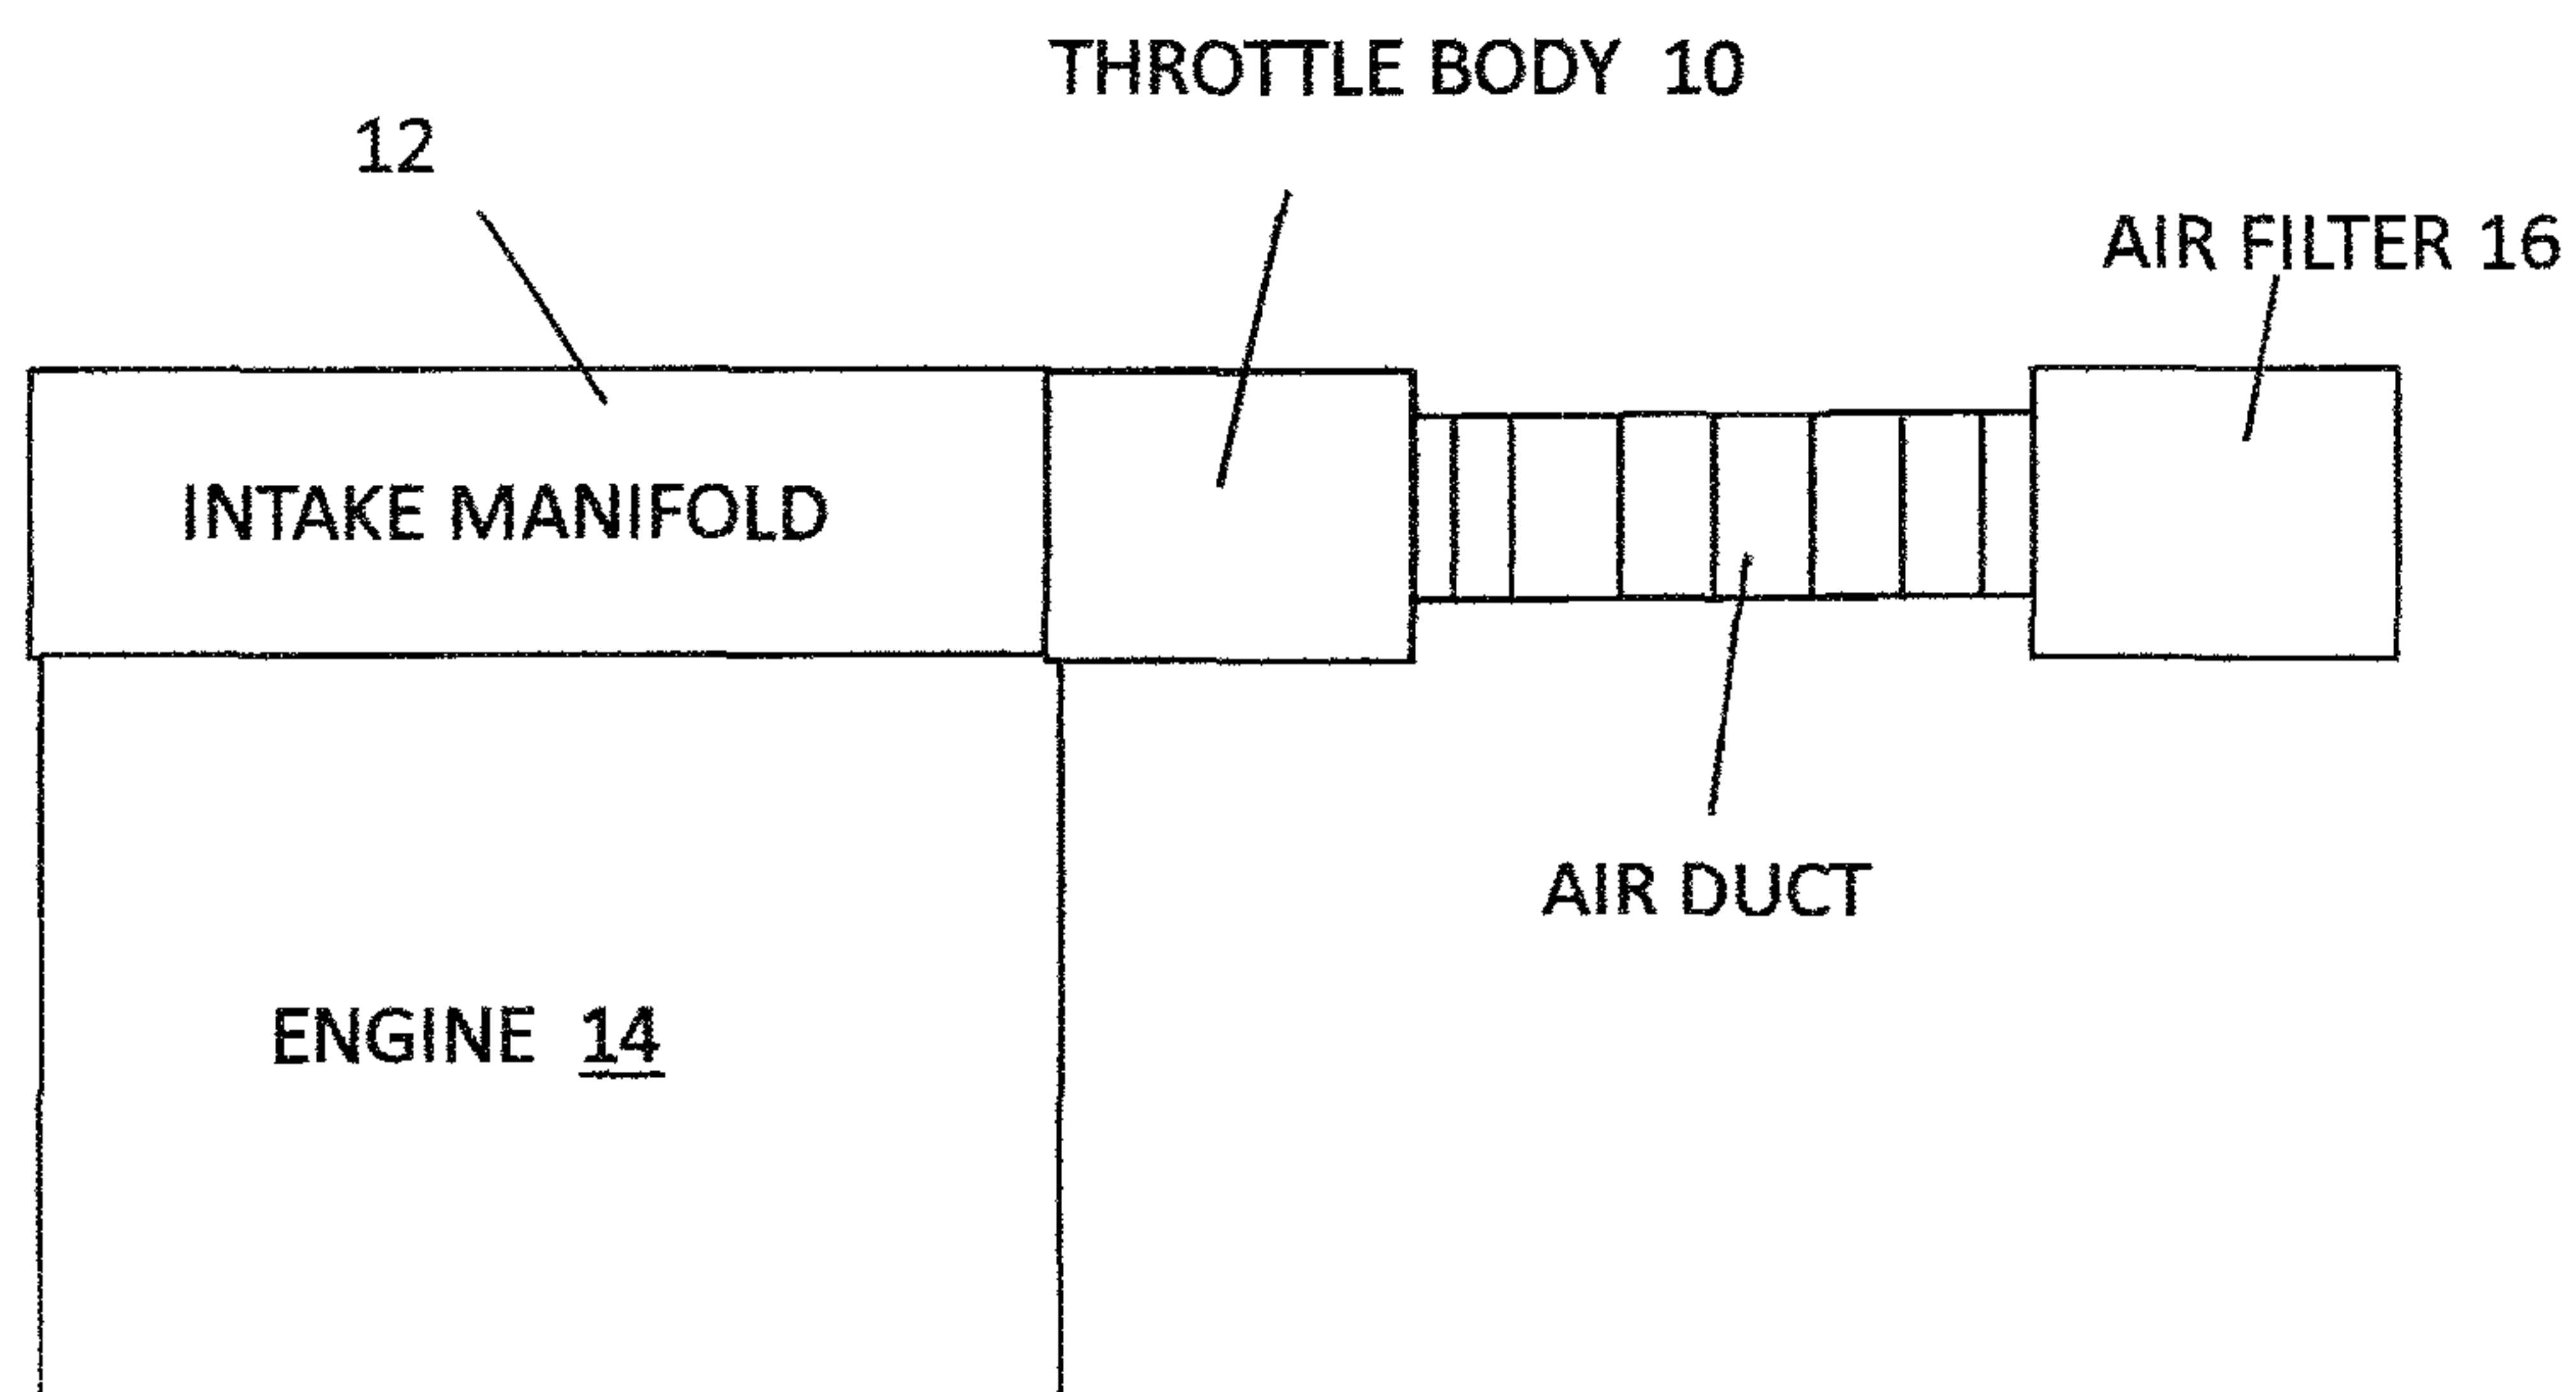 THROTTLE BODY 10
12
AIR FILTER 16
INTAKE MANIFOLD
AIR DUCT
ENGINE 14